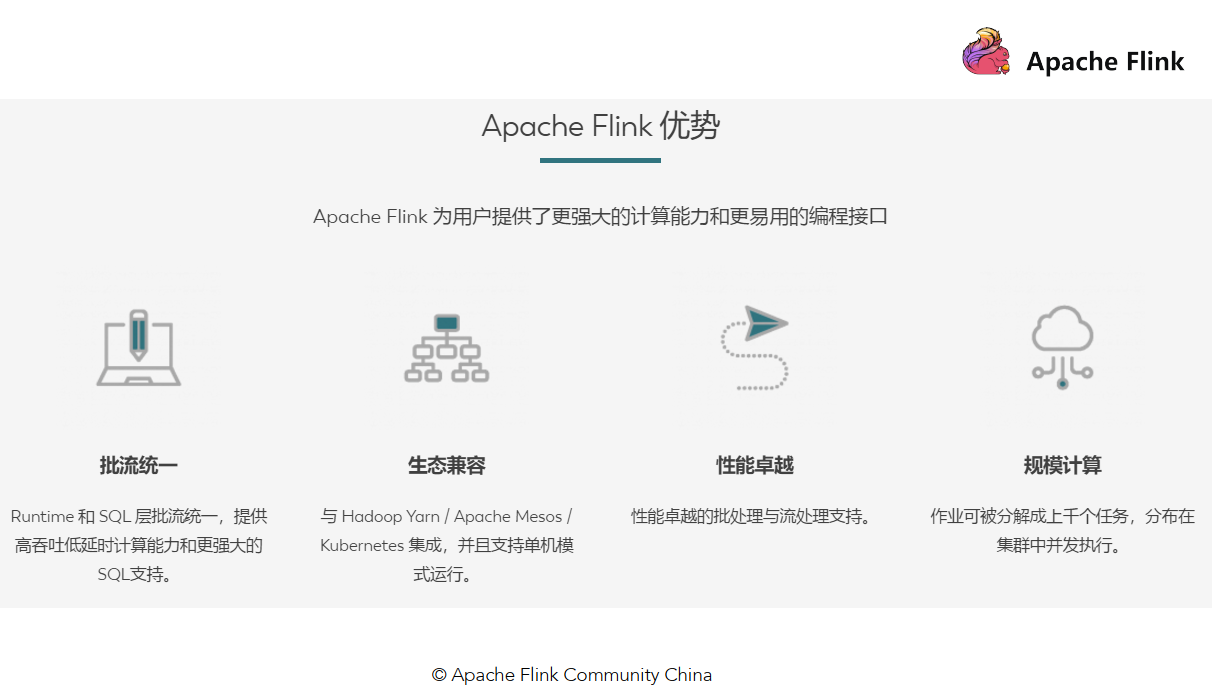 Apache Flink
Apache Flink 优势
Apache Flink 为用户提供了更强大的计算能力和更易用的编程接口
批流统一
Runtime 和 SQL 层批流统一，提供
高吞吐低延时计算能力和更强大的
SQL支持。
生态兼容
与 Hadoop Yarn / Apache Mesos /
Kubernetes 集成，并且支持单机模
式运行。
性能卓越
性能卓越的批处理与流处理支持。
规模计算
作业可被分解成上千个任务，分布在
集群中并发执行。
© Apache Flink Community China